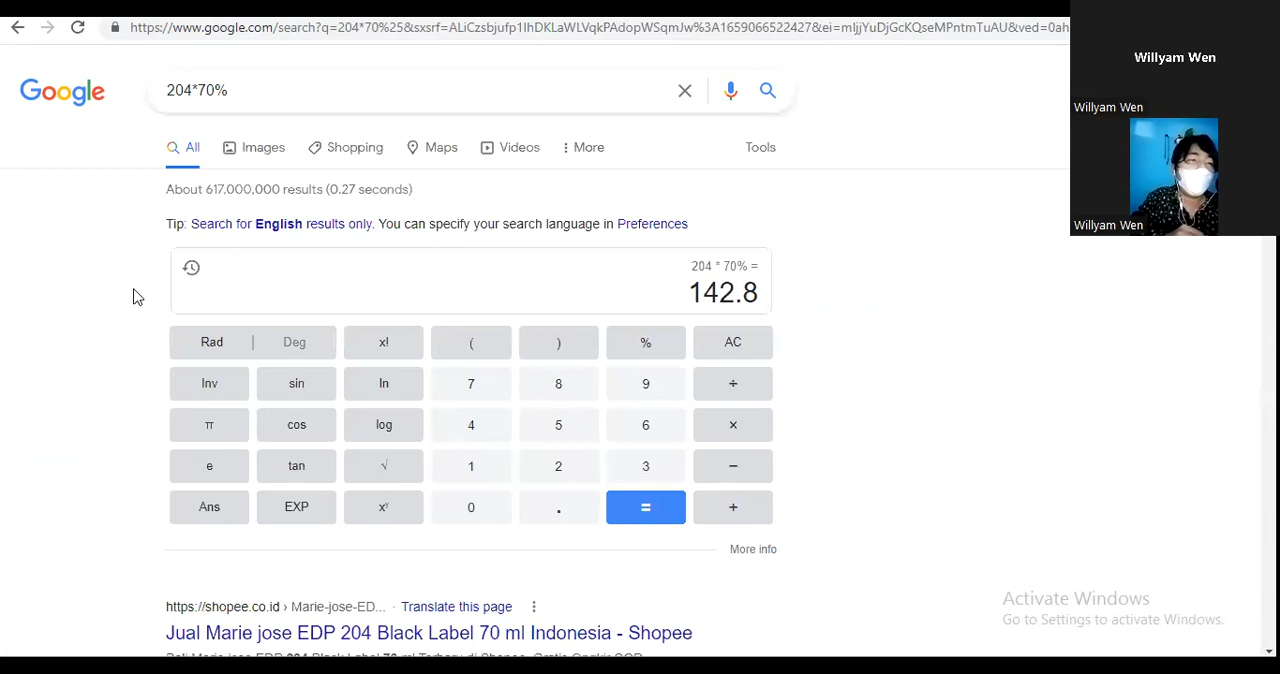 https://www.google.com/search?q=204*70%25&sxsrf=ALiCzsbjufp1IhDKLaWLVqkPAdopWSqmJw%3A1659066522427&ei=mljjYuDjGcKQseMPntmTuAU&ved=0ah
Willyam Wen
Google
204*70%
Willyam Wen
All
Images
Shopping
Maps
Videos
More
Tools
About 617,000,000 results (0.27 seconds)
Tip: Search for English results only. You can specify your search language in Preferences
Willyam Wen
204 * 70% =
142.8
Rad | Deg x! ( ) % AC
Inv sin ln 7 8 9 ÷
π cos log 4 5 6 ×
e tan √ 1 2 3 −
Ans EXP xʸ 0 . = +
More info
https://shopee.co.id › Marie-jose-ED... · Translate this page
Jual Marie jose EDP 204 Black Label 70 ml Indonesia - Shopee
Activate Windows
Go to Settings to activate Windows.